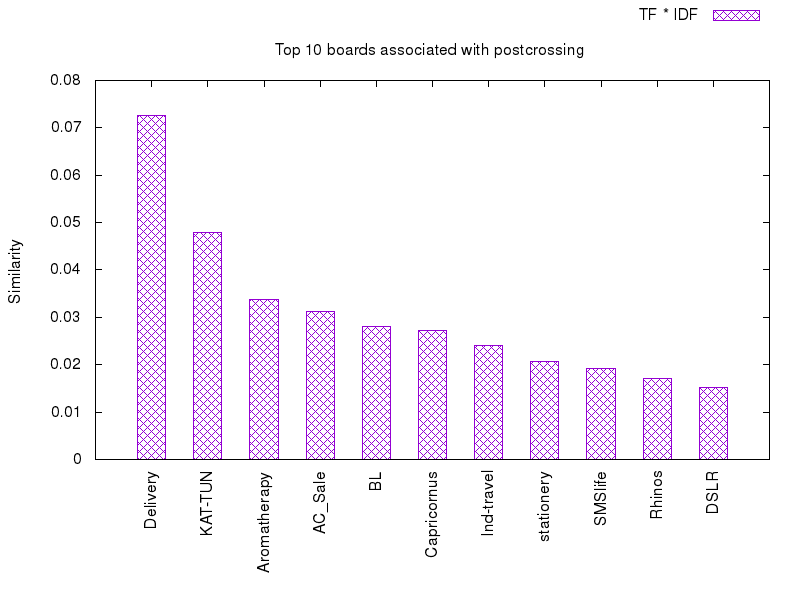 TF * IDF
Top 10 boards associated with postcrossing
0.08
0.07
0.06
0.05
0.04
0.03
0.02
0.01
0
Similarity
Delivery
KAT-TUN
Aromatherapy
AC_Sale
BL
Capricornus
Ind-travel
stationery
SMSlife
Rhinos
DSLR